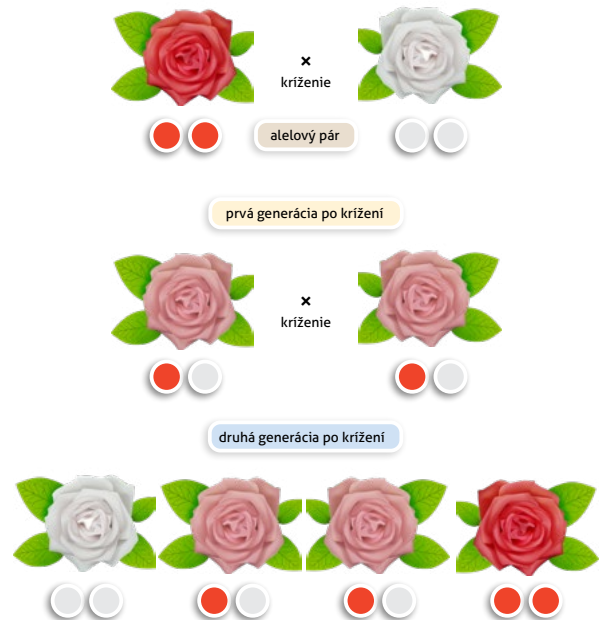 ×
kríženie
alelový pár
prvá generácia po krížení
×
kríženie
druhá generácia po krížení